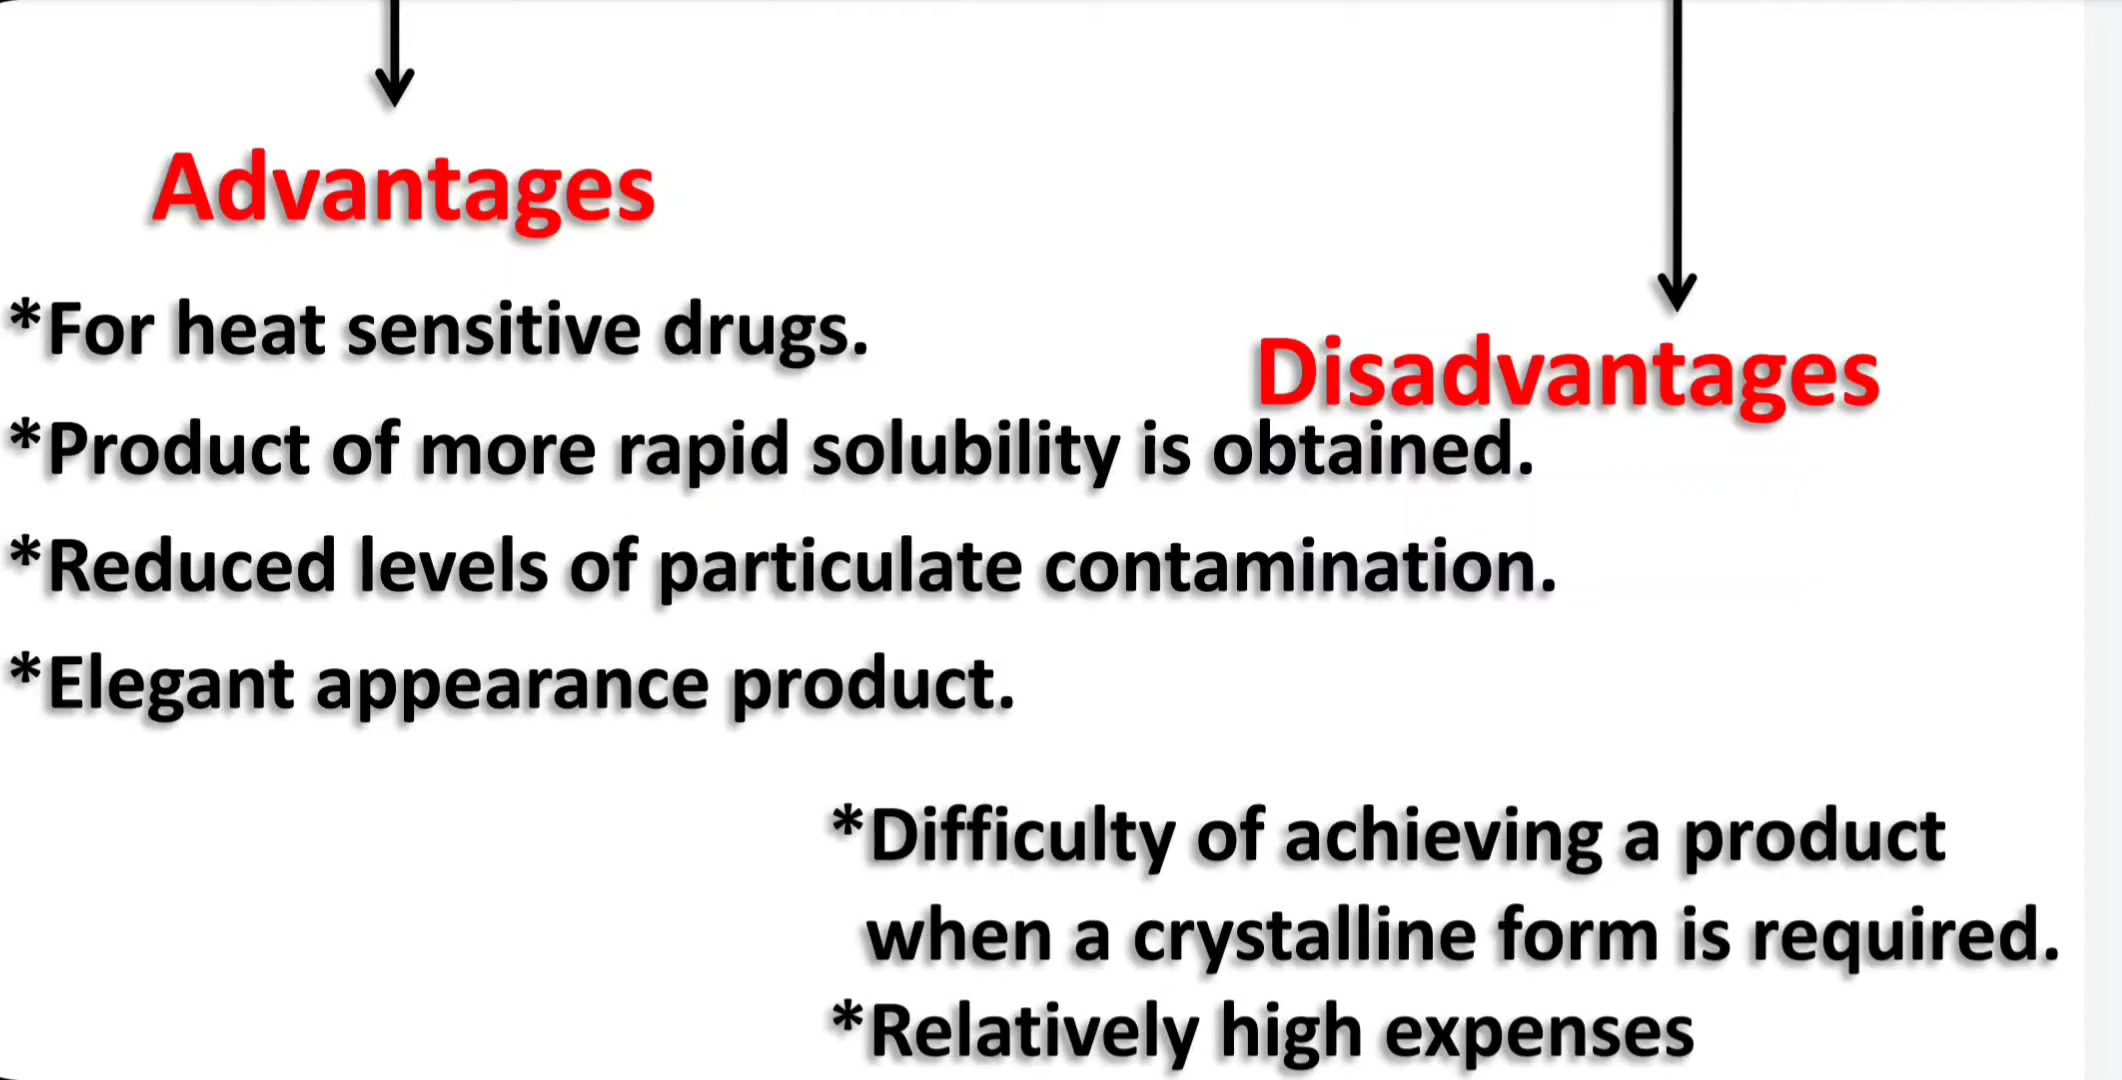 Advantages
*For heat sensitive drugs.
*Product of more rapid solubility is obtained.
*Reduced levels of particulate contamination.
*Elegant appearance product.
Disadvantages
*Difficulty of achieving a product
when a crystalline form is required.
*Relatively high expenses